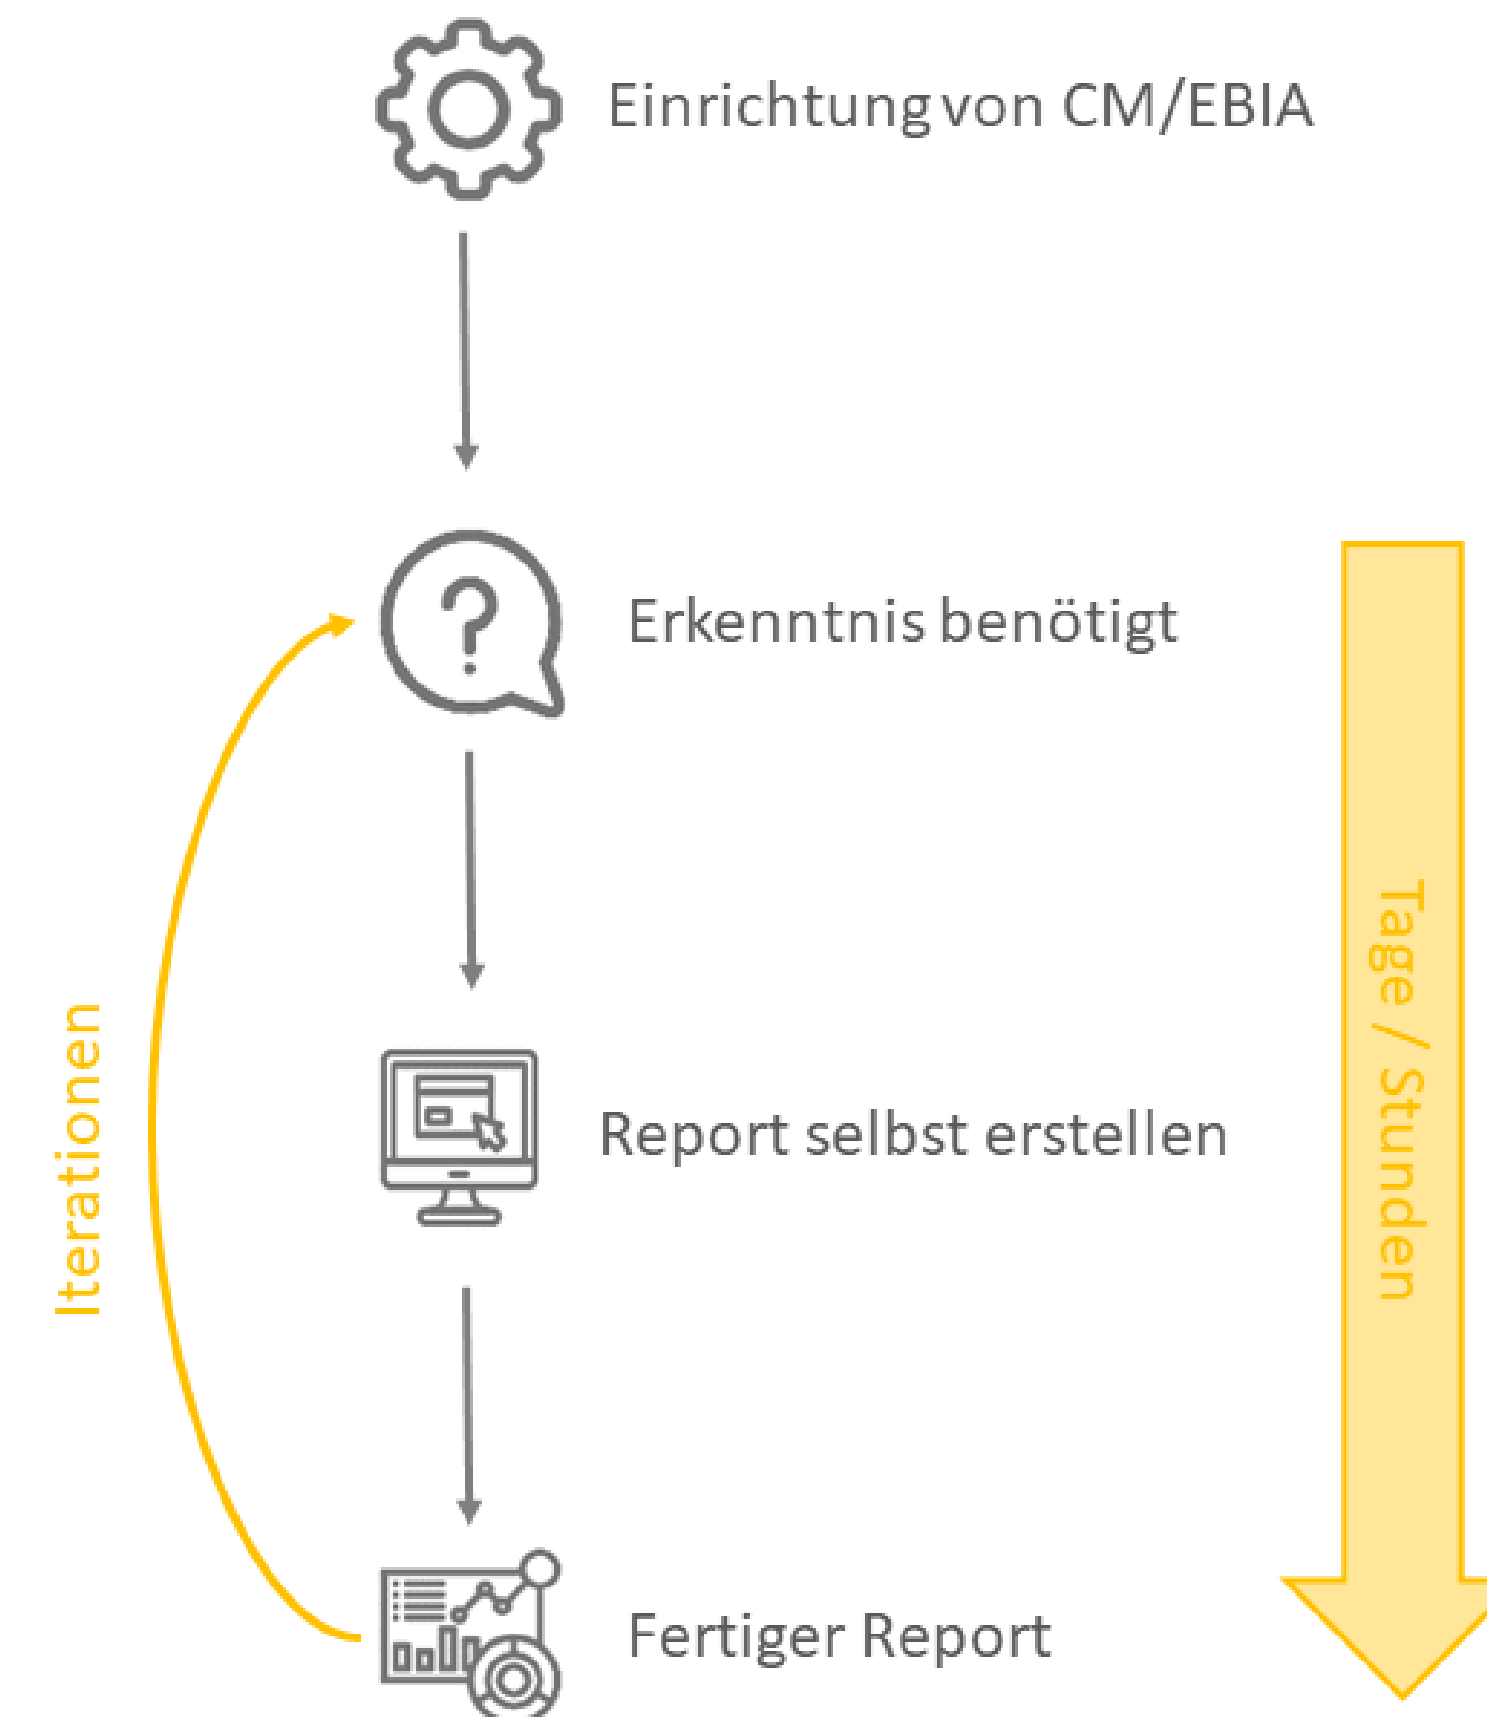 Einrichtung von CM/EBIA
Erkenntnis benötigt
Tage / Stunden
Iterationen
Report selbst erstellen
Fertiger Report